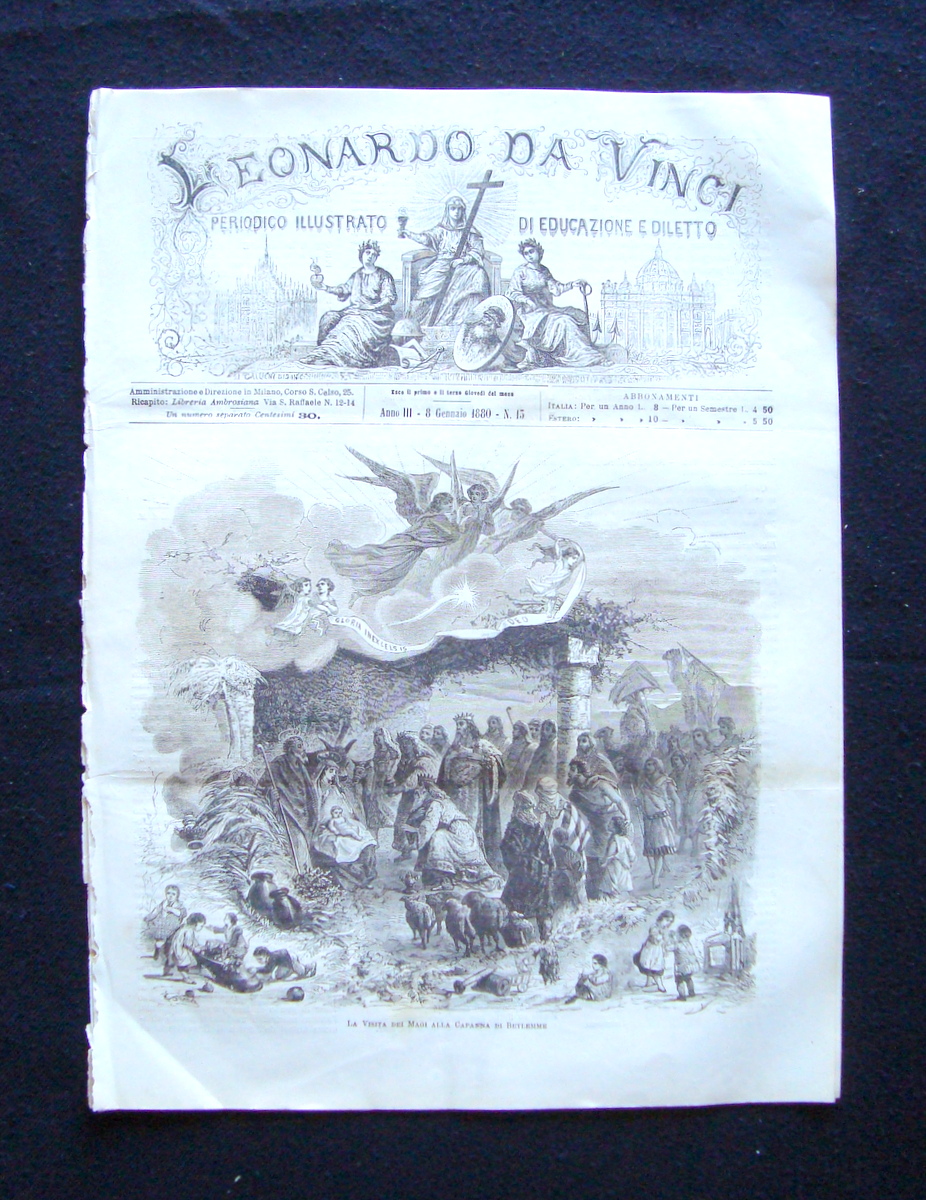 LEONARDO DA VINCI
PERIODICO ILLUSTRATO DI EDUCAZIONE E DILETTO
Amministrazione e Direzione in Milano, Corso S. Celso, 25.
Ricapito: Libreria Ambrosiana Via S. Raffaele N. 12-14
Un numero separato Centesimi 30.
Esce il primo e il terzo Giovedì del mese
Anno III - 8 Gennaio 1880 - N. 15
ABBONAMENTI
ITALIA: Per un Anno L. 8 — Per un Semestre L. 4 50
ESTERO: » » » 10 — » » » 5 50
GLORIA IN EXCELSIS DEO
LA VISITA DEI MAGI ALLA CAPANNA DI BETLEMME